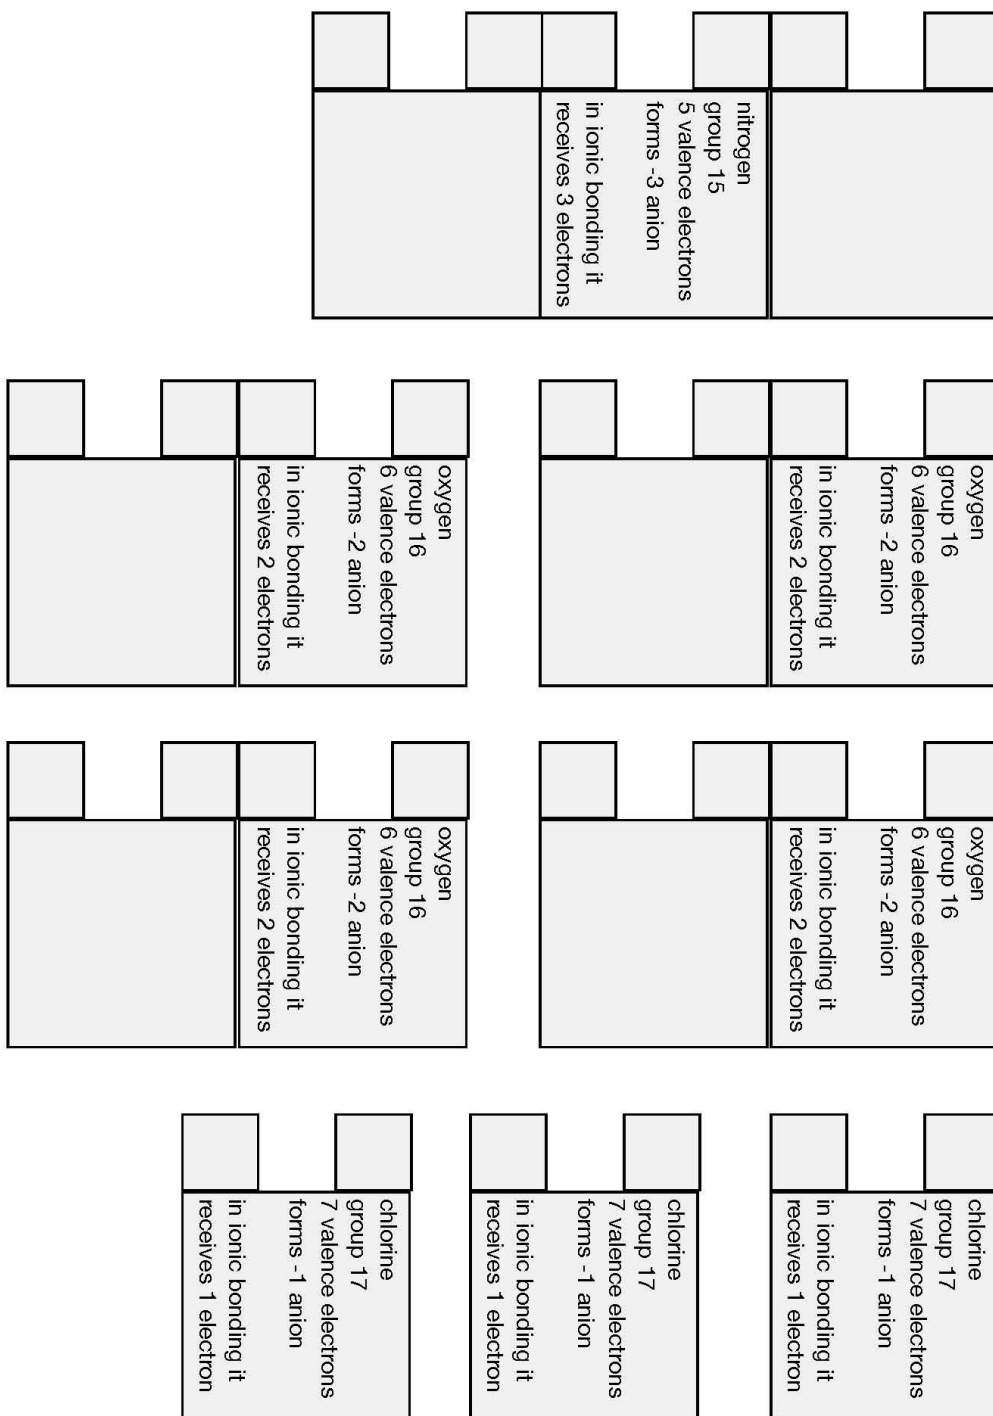 nitrogen
group 15
5 valence electrons
forms -3 anion
in ionic bonding it
receives 3 electrons
oxygen
group 16
6 valence electrons
forms -2 anion
in ionic bonding it
receives 2 electrons
oxygen
group 16
6 valence electrons
forms -2 anion
in ionic bonding it
receives 2 electrons
oxygen
group 16
6 valence electrons
forms -2 anion
in ionic bonding it
receives 2 electrons
oxygen
group 16
6 valence electrons
forms -2 anion
in ionic bonding it
receives 2 electrons
chlorine
group 17
7 valence electrons
forms -1 anion
in ionic bonding it
receives 1 electron
chlorine
group 17
7 valence electrons
forms -1 anion
in ionic bonding it
receives 1 electron
chlorine
group 17
7 valence electrons
forms -1 anion
in ionic bonding it
receives 1 electron